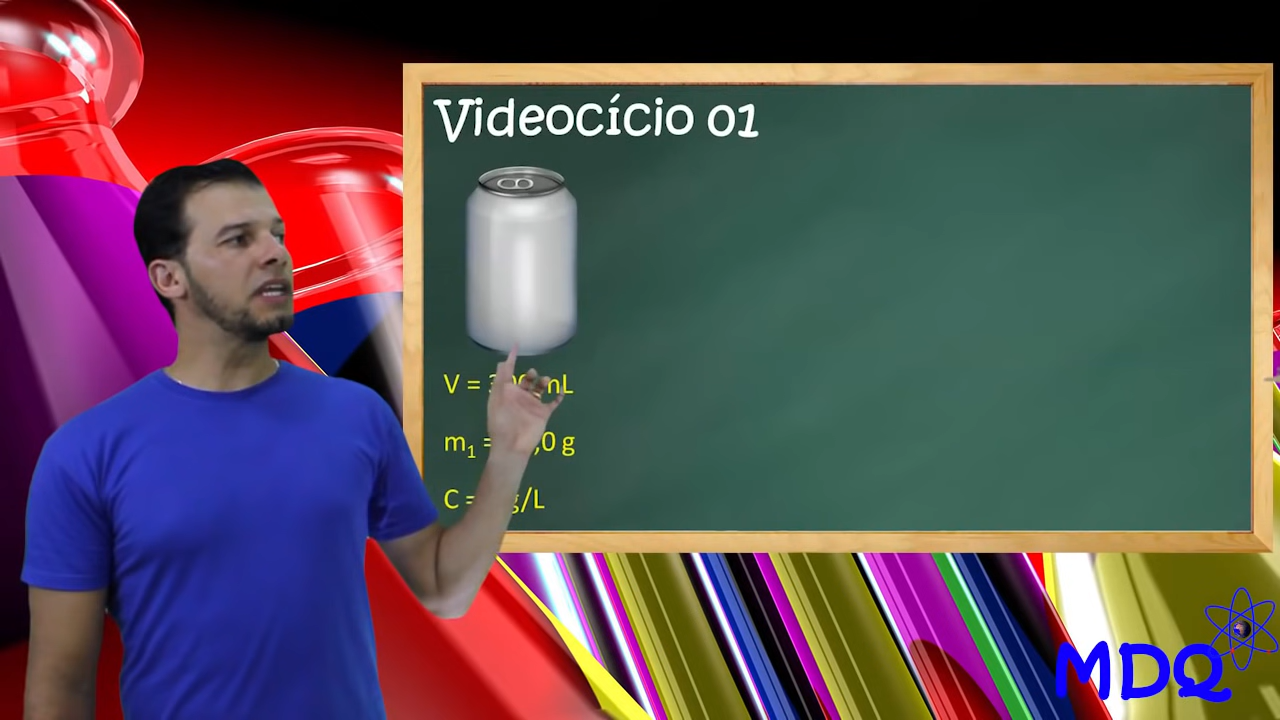 Videocício 01
V = mL
m₁ = ,0 g
C = g/L
MDQ